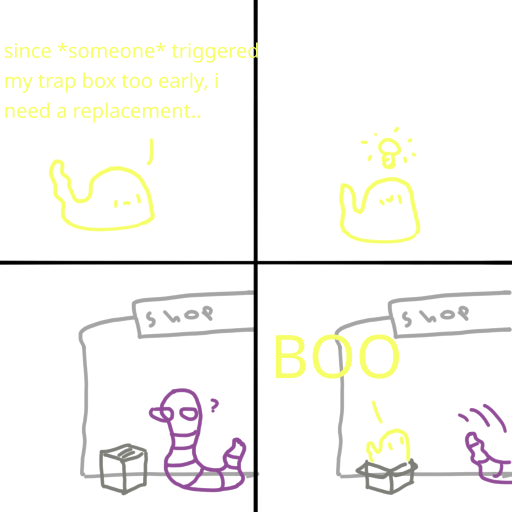 since *someone* triggered
my trap box too early, i
need a replacement..
shop
?
shop
BOO